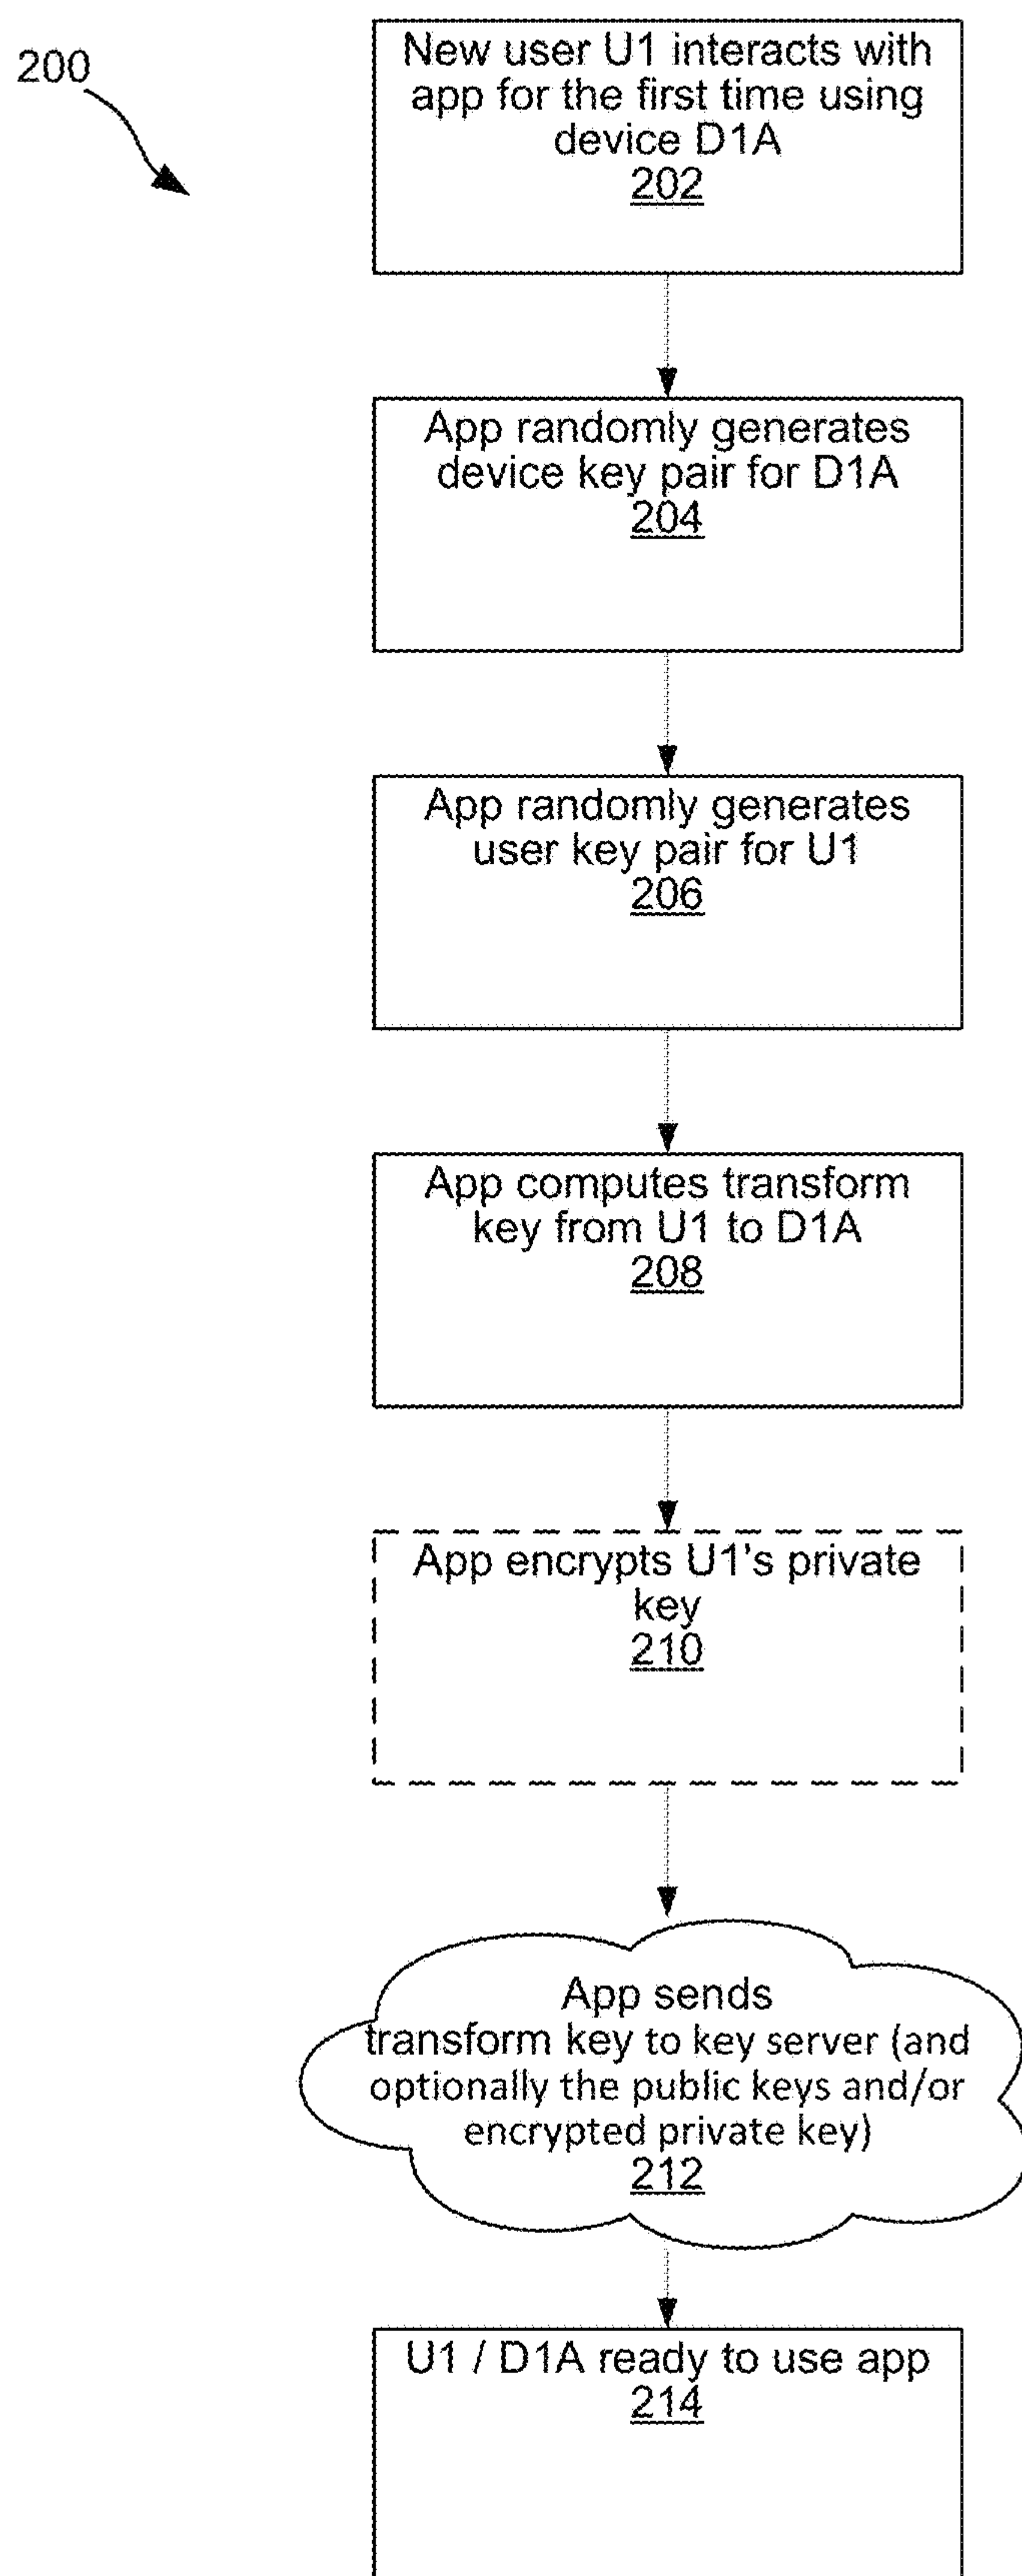 200
New user U1 interacts with
app for the first time using
device D1A
202
App randomly generates
device key pair for D1A
204
App randomly generates
user key pair for U1
206
App computes transform
key from U1 to D1A
208
App encrypts U1's private
key
210
App sends
transform key to key server (and
optionally the public keys and/or
encrypted private key)
212
U1 / D1A ready to use app
214